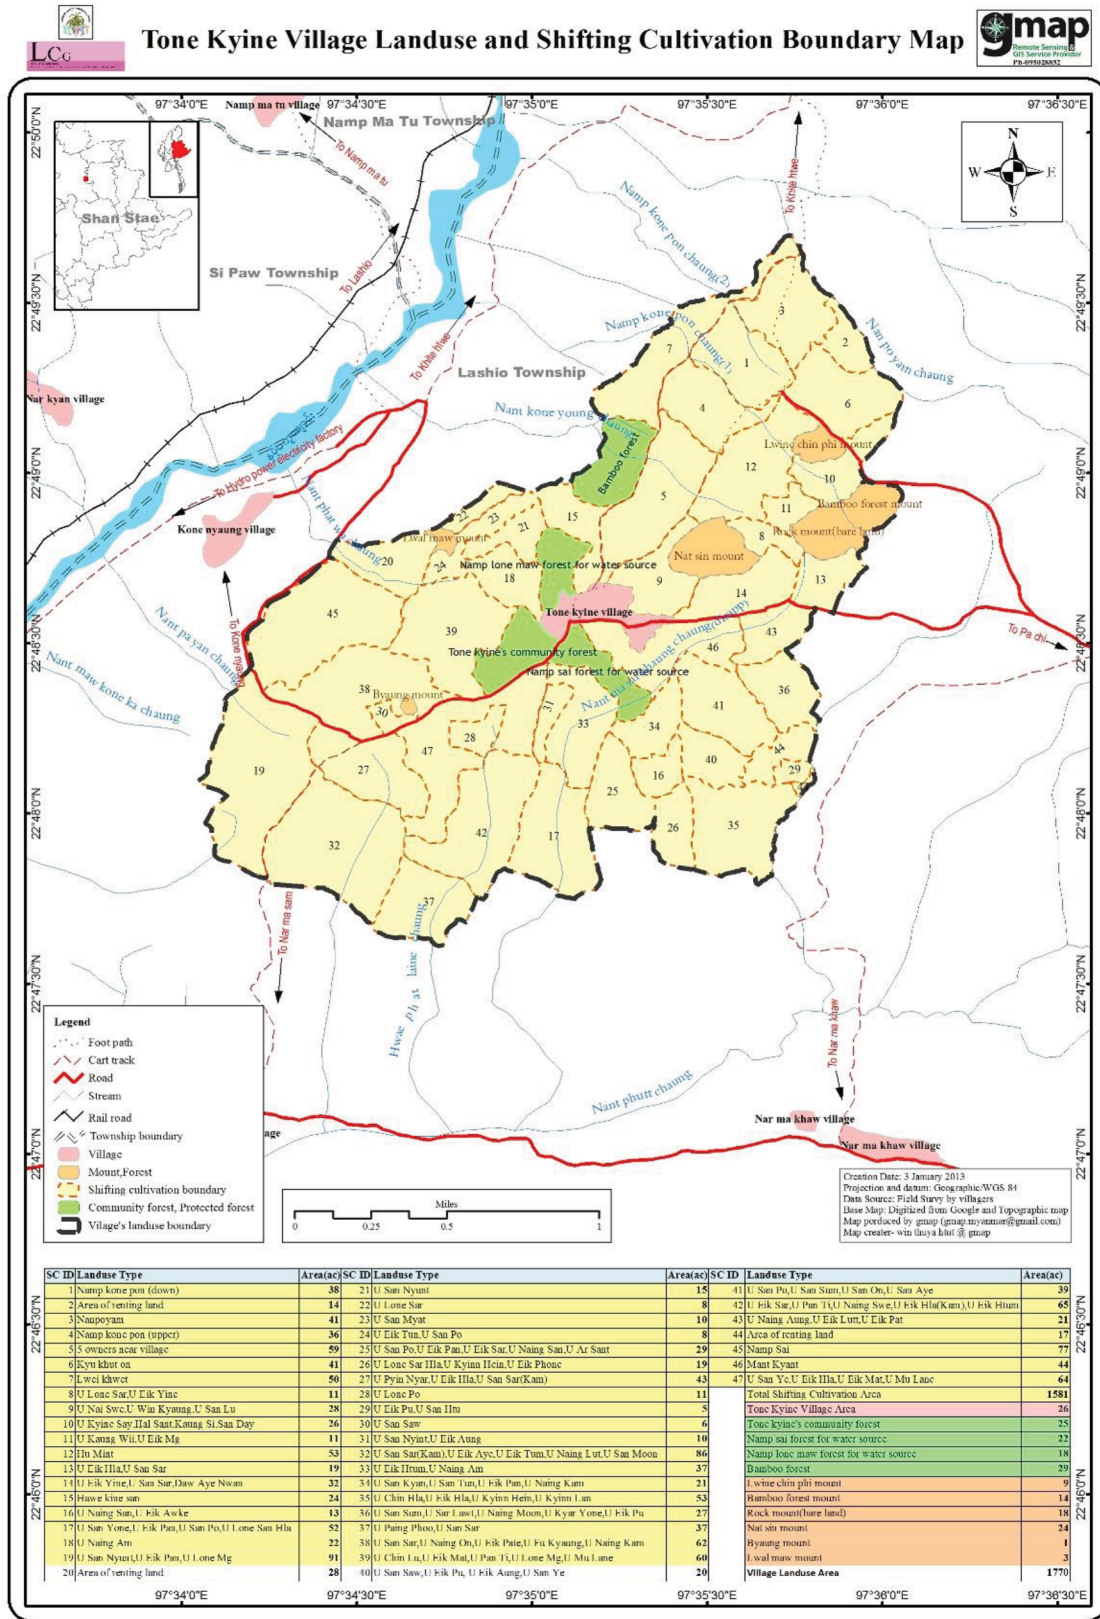 LCG
Tone Kyine Village Landuse and Shifting Cultivation Boundary Map
gmap
Remote Sensing &
GIS Service Provider
Ph-095028852
97°34'0"E
97°34'30"E
97°35'0"E
97°35'30"E
97°36'0"E
97°36'30"E
22°50'0"N
22°49'30"N
22°49'0"N
22°48'30"N
22°48'0"N
22°47'30"N
22°47'0"N
22°46'30"N
22°46'0"N
Shan Stae
N
W
E
S
Namp ma tu village
Namp Ma Tu Township
To Namp ma tu
Si Paw Township
To Lashio
To Khile htwe
Lashio Township
To Khile htwe
Namp kone pon chaung(2)
Namp kone pon chaung(1)
Nan po yam chaung
Nant kone young chaung
Nar kyan village
To Hydro power electricity factory
Kone nyaung village
Nant phat wa chaung
To Kone nyaung
Nant pa yan chaung
Nant maw kone ka chaung
Bamboo forest
Lwine chin phi mount
Bamboo forest mount
Rock mount(bare land)
Nat sin mount
Lwal maw mount
Namp lone maw forest for water source
Tone kyine village
Tone kyine's community forest
Namp sai forest for water source
Byaung mount
To Pa chi
To Nar ma sam
To Nar ma khaw
Hwae phat laine chaung
Nant phutt chaung
Nar ma khaw village
Nar ma khaw village
age
Legend
Foot path
Cart track
Road
Stream
Rail road
Township boundary
Village
Mount,Forest
Shifting cultivation boundary
Community forest, Protected forest
Vilage's landuse boundary
Miles
0 0.25 0.5 1
Creation Date: 3 January 2013
Projection and datum: Geographic/WGS 84
Data Source: Field Survy by villagers
Base Map: Digitized from Google and Topographic map
Map porduced by gmap (gmap.myanmar@gmail.com)
Map creater- win thuya htut @ gmap
SC ID Landuse Type Area(ac) SC ID Landuse Type Area(ac) SC ID Landuse Type Area(ac)
1 Namp kone pon (down) 38 21 U San Nyunt 15 41 U San Pu,U San Sum,U San On,U San Aye 39
2 Area of renting land 14 22 U Lone Sar 8 42 U Eik Sar,U Pan Ti,U Naing Swe,U Eik Hla(Kam),U Eik Htum 65
3 Nanpoyam 41 23 U San Myat 10 43 U Naing Aung,U Eik Lutt,U Eik Pat 21
4 Namp kone pon (upper) 36 24 U Eik Tun,U San Po 8 44 Area of renting land 17
5 5 owners near village 59 25 U San Po,U Eik Pan,U Eik Sar,U Naing San,U Ar Sant 29 45 Namp Sai 77
6 Kyu khut on 41 26 U Lone Sar Hla,U Kyinn Hein,U Eik Phone 19 46 Mant Kyant 44
7 Lwei khwet 50 27 U Pyin Nyar,U Eik Hla,U San Sar(Kam) 43 47 U San Ye,U Eik Hla,U Eik Mat,U Mu Lane 64
8 U Lone Sar,U Eik Yine 11 28 U Lone Po 11 Total Shifting Cultivation Area 1581
9 U Nai Swe,U Win Kyaung,U San Lu 28 29 U Eik Pu,U San Htu 5 Tone Kyine Village Area 26
10 U Kyine Say,Hal Sant,Kaung Si,San Day 26 30 U San Saw 6 Tone kyine's community forest 25
11 U Kaung Wii,U Eik Mg 11 31 U San Nyint,U Eik Aung 10 Namp sai forest for water source 22
12 Hu Mint 53 32 U San Sar(Kam),U Eik Aye,U Eik Tum,U Naing Lut,U San Moon 86 Namp lone maw forest for water source 18
13 U Eik Hla,U San Sar 19 33 U Eik Htum,U Naing Am 37 Bamboo forest 29
14 U Eik Yine,U San Sar,Daw Aye Nwan 32 34 U San Kyan,U San Tun,U Eik Pan,U Naing Kam 21 Lwine chin phi mount 9
15 Hawe kine san 24 35 U Chin Hla,U Eik Hla,U Kyinn Hein,U Kyinn Lan 53 Bamboo forest mount 14
16 U Naing San,U Eik Awke 13 36 U San Sum,U Sar Lawt,U Naing Moon,U Kyar Yone,U Eik Pu 27 Rock mount(bare land) 18
17 U San Yone,U Eik Pan,U San Po,U Lone San Hla 52 37 U Paing Phoo,U San Sar 37 Nat sin mount 24
18 U Naing Am 22 38 U San Sar,U Naing On,U Eik Pate,U Fu Kyaung,U Naing Kam 62 Byaung mount 1
19 U San Nyunt,U Eik Pan,U Lone Mg 91 39 U Chin Lu,U Eik Mat,U Pan Ti,U Lone Mg,U Mu Lane 60 Lwal maw mount 3
20 Area of renting land 28 40 U San Saw,U Eik Pu, U Eik Aung,U San Ye 20 Village Landuse Area 1770
97°34'0"E
97°34'30"E
97°35'0"E
97°35'30"E
97°36'0"E
97°36'30"E